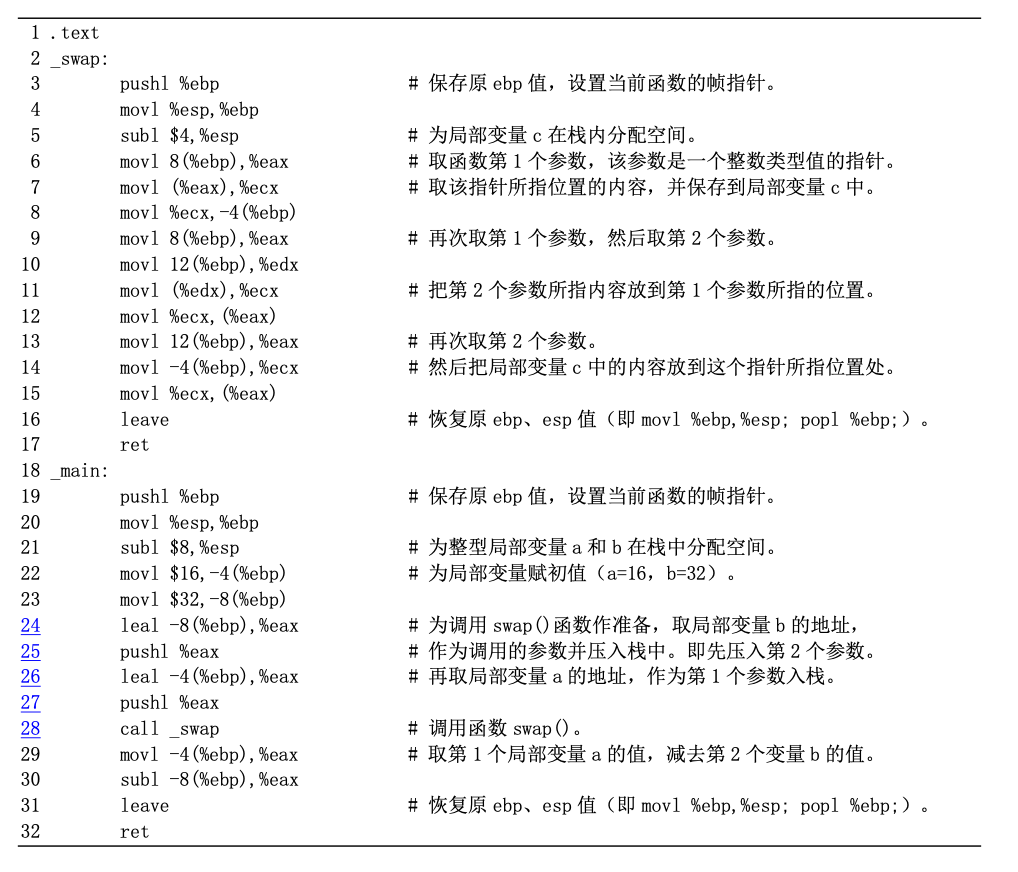 1 .text
2 _swap:
3 pushl %ebp # 保存原 ebp 值，设置当前函数的帧指针。
4 movl %esp,%ebp
5 subl $4,%esp # 为局部变量 c 在栈内分配空间。
6 movl 8(%ebp),%eax # 取函数第 1 个参数，该参数是一个整数类型值的指针。
7 movl (%eax),%ecx # 取该指针所指位置的内容，并保存到局部变量 c 中。
8 movl %ecx,-4(%ebp)
9 movl 8(%ebp),%eax # 再次取第 1 个参数，然后取第 2 个参数。
10 movl 12(%ebp),%edx
11 movl (%edx),%ecx # 把第 2 个参数所指内容放到第 1 个参数所指的位置。
12 movl %ecx,(%eax)
13 movl 12(%ebp),%eax # 再次取第 2 个参数。
14 movl -4(%ebp),%ecx # 然后把局部变量 c 中的内容放到这个指针所指位置处。
15 movl %ecx,(%eax)
16 leave # 恢复原 ebp、esp 值（即 movl %ebp,%esp; popl %ebp;）。
17 ret
18 _main:
19 pushl %ebp # 保存原 ebp 值，设置当前函数的帧指针。
20 movl %esp,%ebp
21 subl $8,%esp # 为整型局部变量 a 和 b 在栈中分配空间。
22 movl $16,-4(%ebp) # 为局部变量赋初值（a=16，b=32）。
23 movl $32,-8(%ebp)
24 leal -8(%ebp),%eax # 为调用 swap()函数作准备，取局部变量 b 的地址，
25 pushl %eax # 作为调用的参数并压入栈中。即先压入第 2 个参数。
26 leal -4(%ebp),%eax # 再取局部变量 a 的地址，作为第 1 个参数入栈。
27 pushl %eax
28 call _swap # 调用函数 swap()。
29 movl -4(%ebp),%eax # 取第 1 个局部变量 a 的值，减去第 2 个变量 b 的值。
30 subl -8(%ebp),%eax
31 leave # 恢复原 ebp、esp 值（即 movl %ebp,%esp; popl %ebp;）。
32 ret